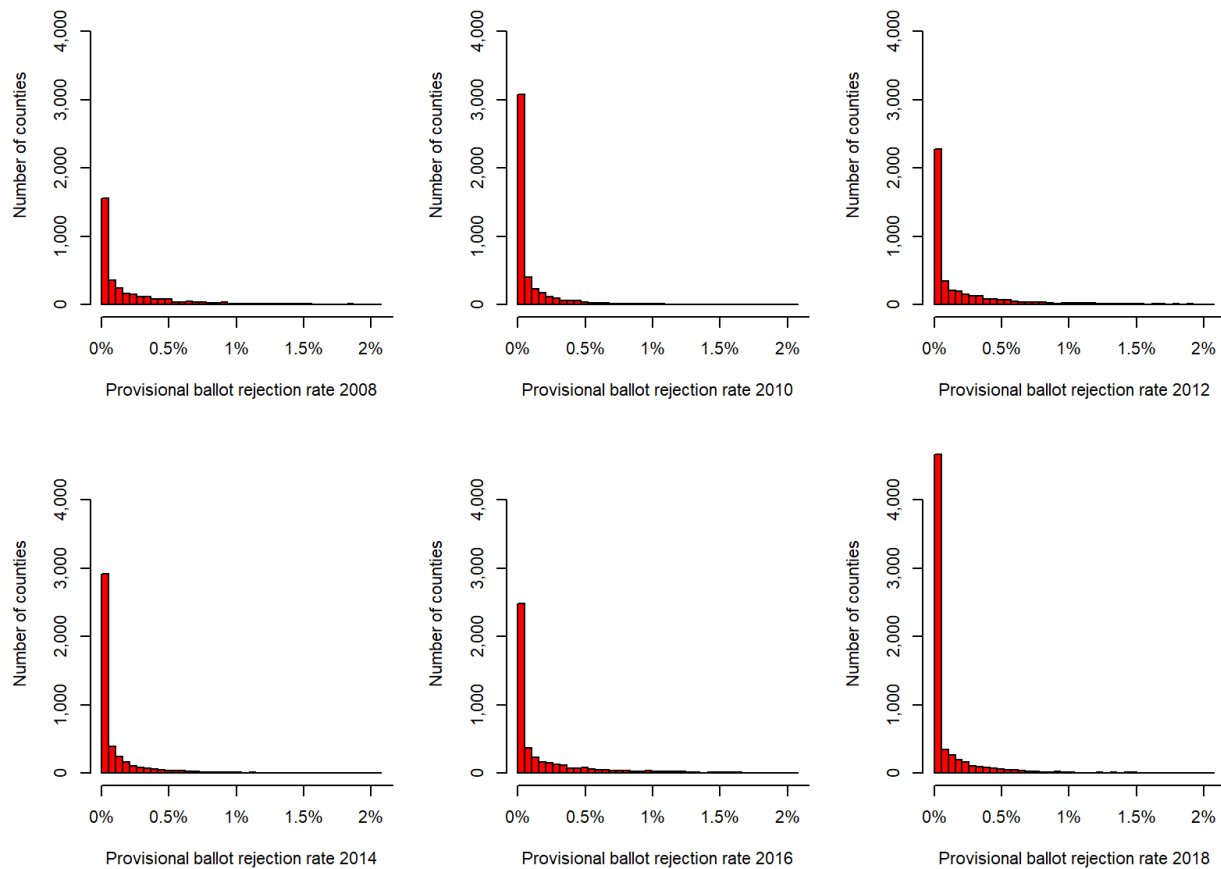 Number of counties
4,000
3,000
2,000
1,000
0
0% 0.5% 1% 1.5% 2%
Provisional ballot rejection rate 2008
Number of counties
4,000
3,000
2,000
1,000
0
0% 0.5% 1% 1.5% 2%
Provisional ballot rejection rate 2010
Number of counties
4,000
3,000
2,000
1,000
0
0% 0.5% 1% 1.5% 2%
Provisional ballot rejection rate 2012
Number of counties
4,000
3,000
2,000
1,000
0
0% 0.5% 1% 1.5% 2%
Provisional ballot rejection rate 2014
Number of counties
4,000
3,000
2,000
1,000
0
0% 0.5% 1% 1.5% 2%
Provisional ballot rejection rate 2016
Number of counties
4,000
3,000
2,000
1,000
0
0% 0.5% 1% 1.5% 2%
Provisional ballot rejection rate 2018